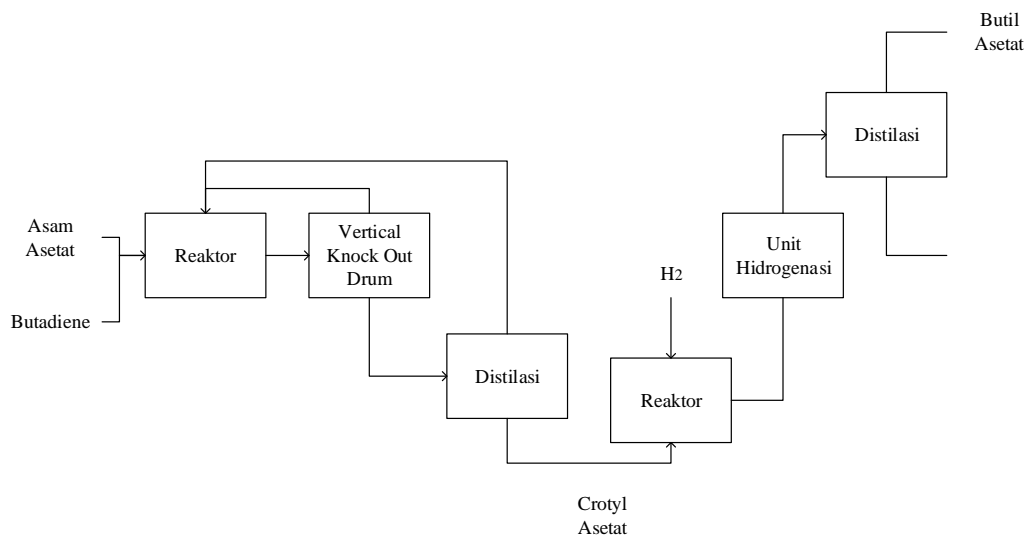 Asam
Asetat
Butadiene
Reaktor
Vertical
Knock Out
Drum
Distilasi
Crotyl
Asetat
H2
Reaktor
Unit
Hidrogenasi
Distilasi
Butil
Asetat